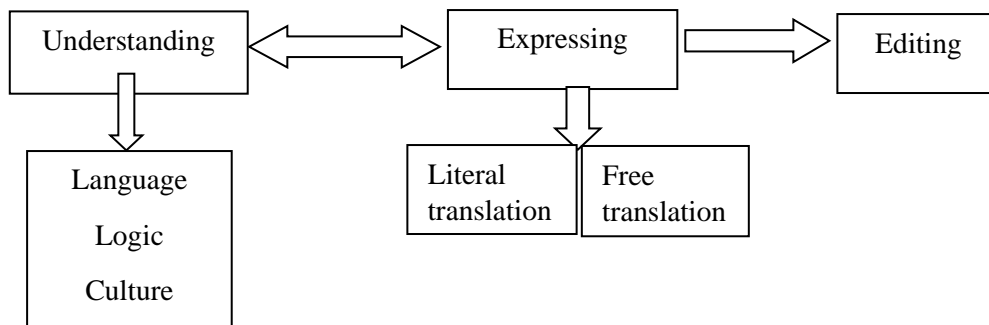 Understanding
Expressing
Editing
Language
Logic
Culture
Literal
translation
Free
translation